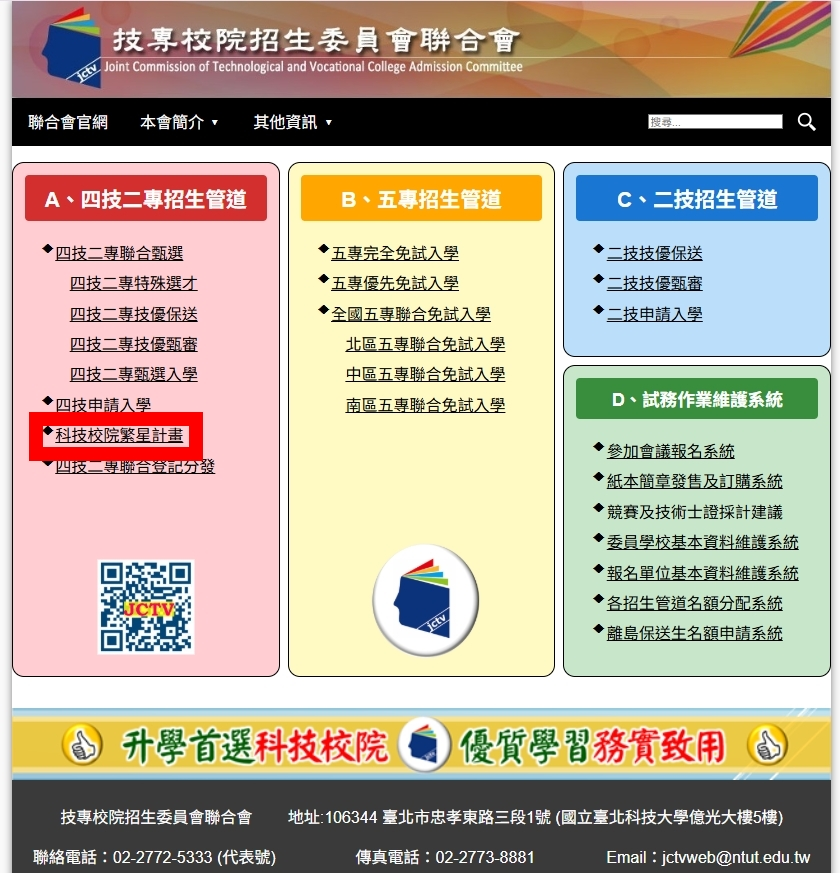 技專校院招生委員會聯合會
jctv
Joint Commission of Technological and Vocational College Admission Committee
聯合會官網
本會簡介 ▼
其他資訊 ▼
搜尋...
A、四技二專招生管道
四技二專聯合甄選
四技二專特殊選才
四技二專技優保送
四技二專技優甄審
四技二專甄選入學
四技申請入學
科技校院繁星計畫
四技二專聯合登記分發
JCTV
B、五專招生管道
五專完全免試入學
五專優先免試入學
全國五專聯合免試入學
北區五專聯合免試入學
中區五專聯合免試入學
南區五專聯合免試入學
jctv
C、二技招生管道
二技技優保送
二技技優甄審
二技申請入學
D、試務作業維護系統
參加會議報名系統
紙本簡章發售及訂購系統
競賽及技術士證採計建議
委員學校基本資料維護系統
報名單位基本資料維護系統
各招生管道名額分配系統
離島保送生名額申請系統
升學首選科技校院 優質學習務實致用
技專校院招生委員會聯合會 地址:106344 臺北市忠孝東路三段1號 (國立臺北科技大學億光大樓5樓)
聯絡電話：02-2772-5333 (代表號) 傳真電話：02-2773-8881 Email：jctvweb@ntut.edu.tw